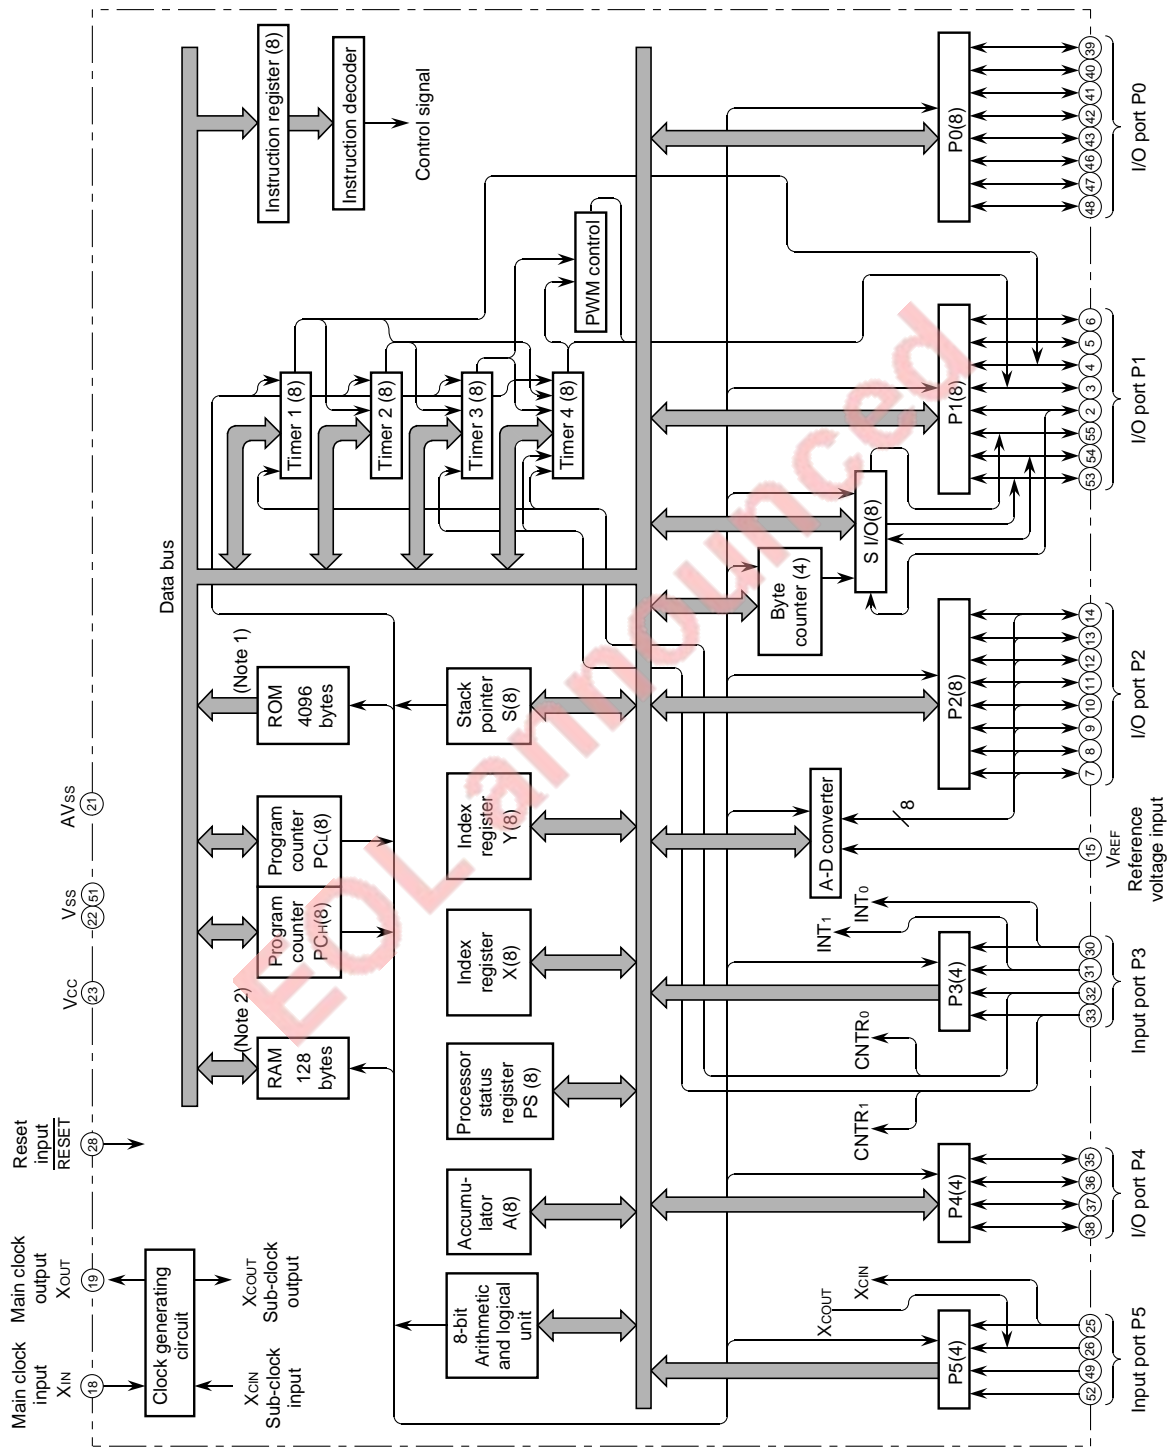 Main clock
input
XIN
18
Main clock
output
XOUT
19
Reset
input
RESET
28
VCC
23
VSS
22
51
AVSS
21
Clock generating
circuit
XCIN
Sub-clock
input
XCOUT
Sub-clock
output
Data bus
RAM
128
bytes
(Note 2)
Program
counter
PCH(8)
Program
counter
PCL(8)
ROM
4096
bytes
(Note 1)
Instruction register (8)
Instruction decoder
Control signal
8-bit
Arithmetic
and logical
unit
Accumu-
lator
A(8)
Processor
status
register
PS (8)
Index
register
X(8)
Index
register
Y(8)
Stack
pointer
S(8)
Timer 1 (8)
Timer 2 (8)
Timer 3 (8)
Timer 4 (8)
PWM control
Byte
counter (4)
S I/O(8)
A-D converter
8
XCOUT
XCIN
CNTR1
CNTR0
INT1
INT0
P5(4)
P4(4)
P3(4)
P2(8)
P1(8)
P0(8)
52
49
26
25
38
37
36
35
33
32
31
30
15
7
8
9
10
11
12
13
14
53
54
55
2
3
4
5
6
48
47
46
43
42
41
40
39
Input port P5
I/O port P4
Input port P3
VREF
Reference
voltage input
I/O port P2
I/O port P1
I/O port P0
EOL announced